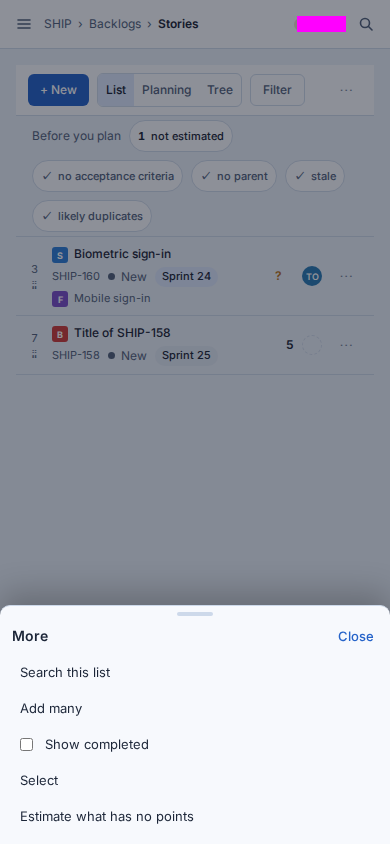 SHIP › Backlogs › Stories
+ New List Planning Tree Filter ...
Before you plan 1 not estimated
✓ no acceptance criteria ✓ no parent ✓ stale
✓ likely duplicates
3 S Biometric sign-in
SHIP-160 New Sprint 24 ? TO ...
F Mobile sign-in
7 B Title of SHIP-158
SHIP-158 New Sprint 25 5 ...
More Close
Search this list
Add many
Show completed
Select
Estimate what has no points